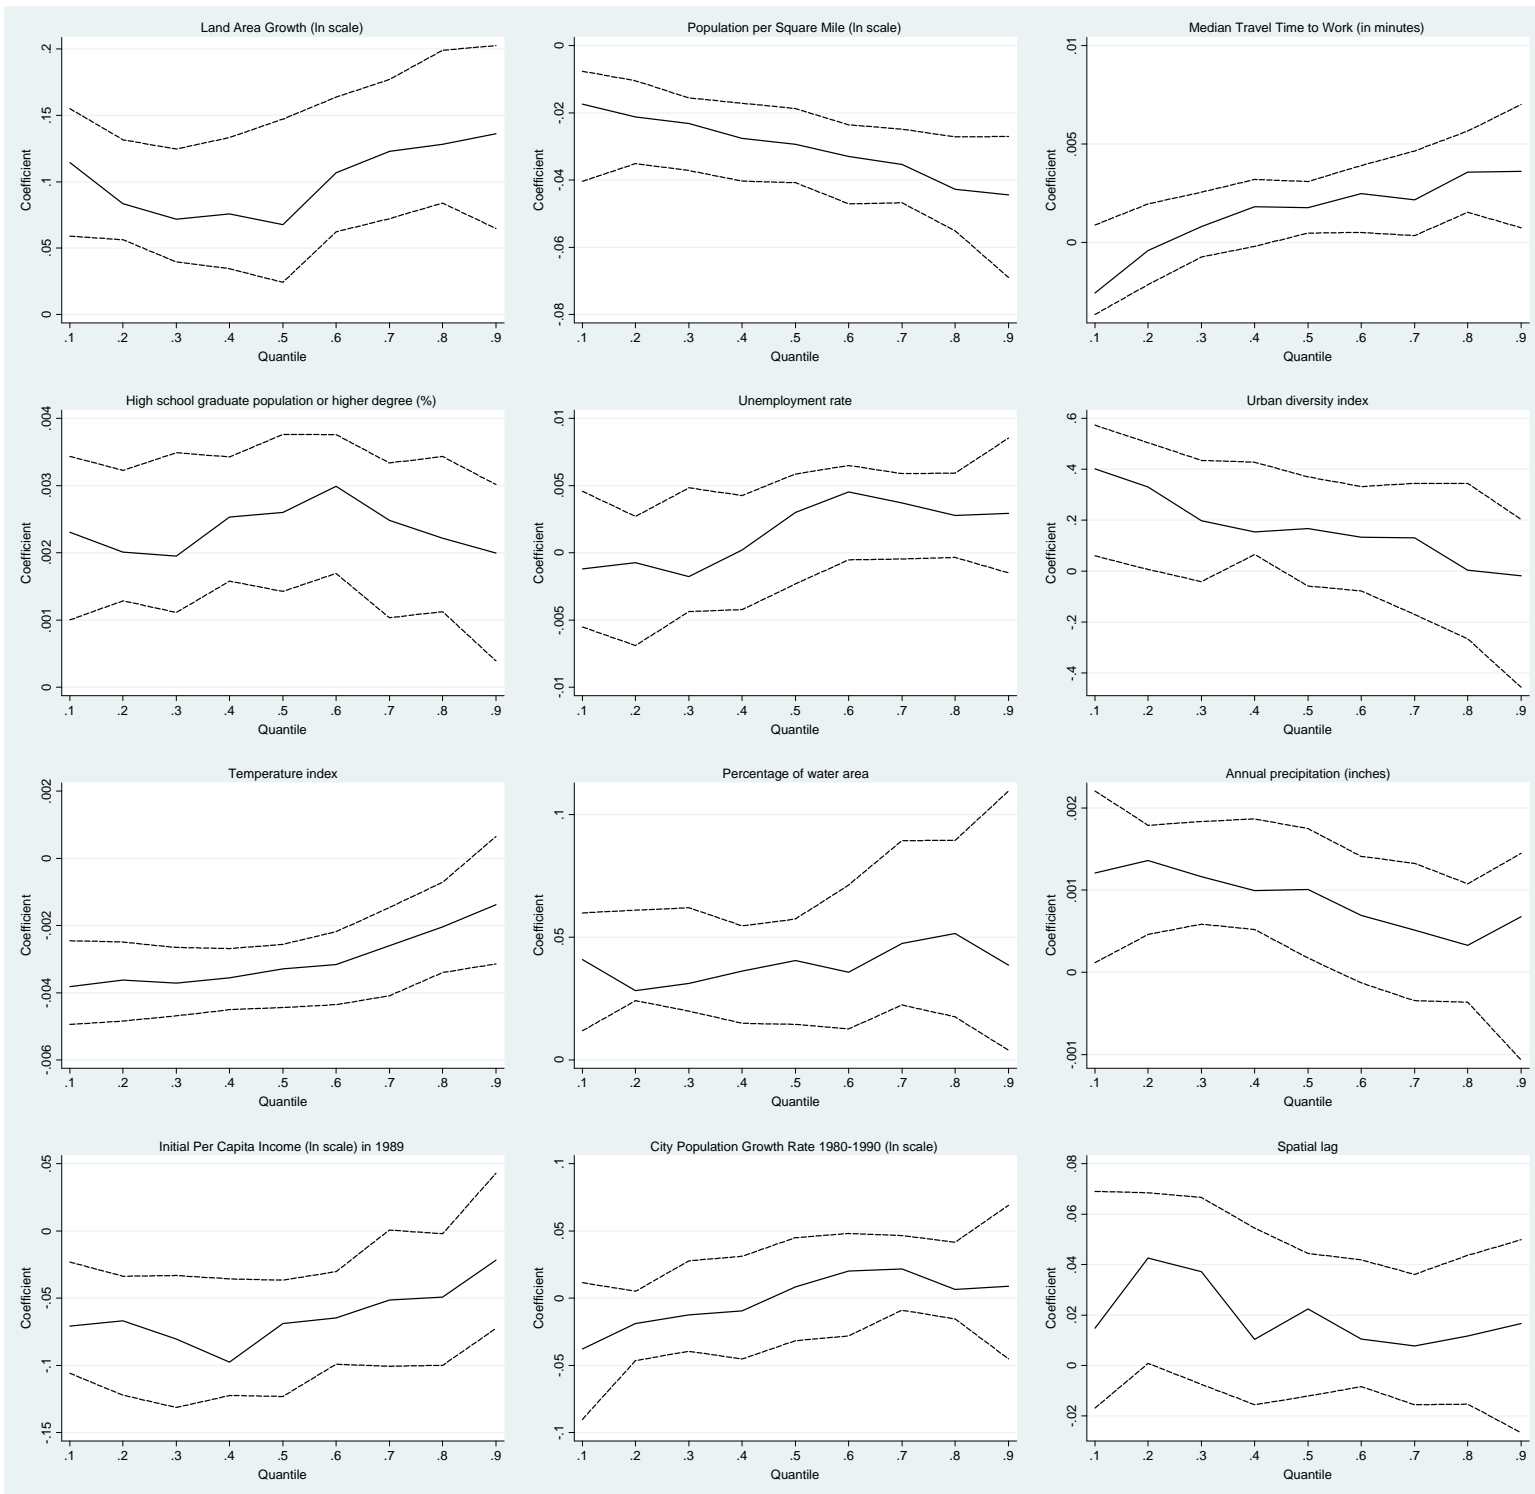 Land Area Growth (ln scale)
Coefficient
.2
.15
.1
.05
0
.1 .2 .3 .4 .5 .6 .7 .8 .9
Quantile
Population per Square Mile (ln scale)
Coefficient
0
-.02
-.04
-.06
-.08
.1 .2 .3 .4 .5 .6 .7 .8 .9
Quantile
Median Travel Time to Work (in minutes)
Coefficient
.01
.005
0
.1 .2 .3 .4 .5 .6 .7 .8 .9
Quantile
High school graduate population or higher degree (%)
Coefficient
.004
.003
.002
.001
0
.1 .2 .3 .4 .5 .6 .7 .8 .9
Quantile
Unemployment rate
Coefficient
.01
.005
0
-.005
-.01
.1 .2 .3 .4 .5 .6 .7 .8 .9
Quantile
Urban diversity index
Coefficient
.6
.4
.2
0
-.2
-.4
.1 .2 .3 .4 .5 .6 .7 .8 .9
Quantile
Temperature index
Coefficient
.002
0
-.002
-.004
-.006
.1 .2 .3 .4 .5 .6 .7 .8 .9
Quantile
Percentage of water area
Coefficient
.1
.05
0
.1 .2 .3 .4 .5 .6 .7 .8 .9
Quantile
Annual precipitation (inches)
Coefficient
.002
.001
0
-.001
.1 .2 .3 .4 .5 .6 .7 .8 .9
Quantile
Initial Per Capita Income (ln scale) in 1989
Coefficient
.05
0
-.05
-.1
-.15
.1 .2 .3 .4 .5 .6 .7 .8 .9
Quantile
City Population Growth Rate 1980-1990 (ln scale)
Coefficient
.1
.05
0
-.05
-.1
.1 .2 .3 .4 .5 .6 .7 .8 .9
Quantile
Spatial lag
Coefficient
.08
.06
.04
.02
0
-.02
.1 .2 .3 .4 .5 .6 .7 .8 .9
Quantile